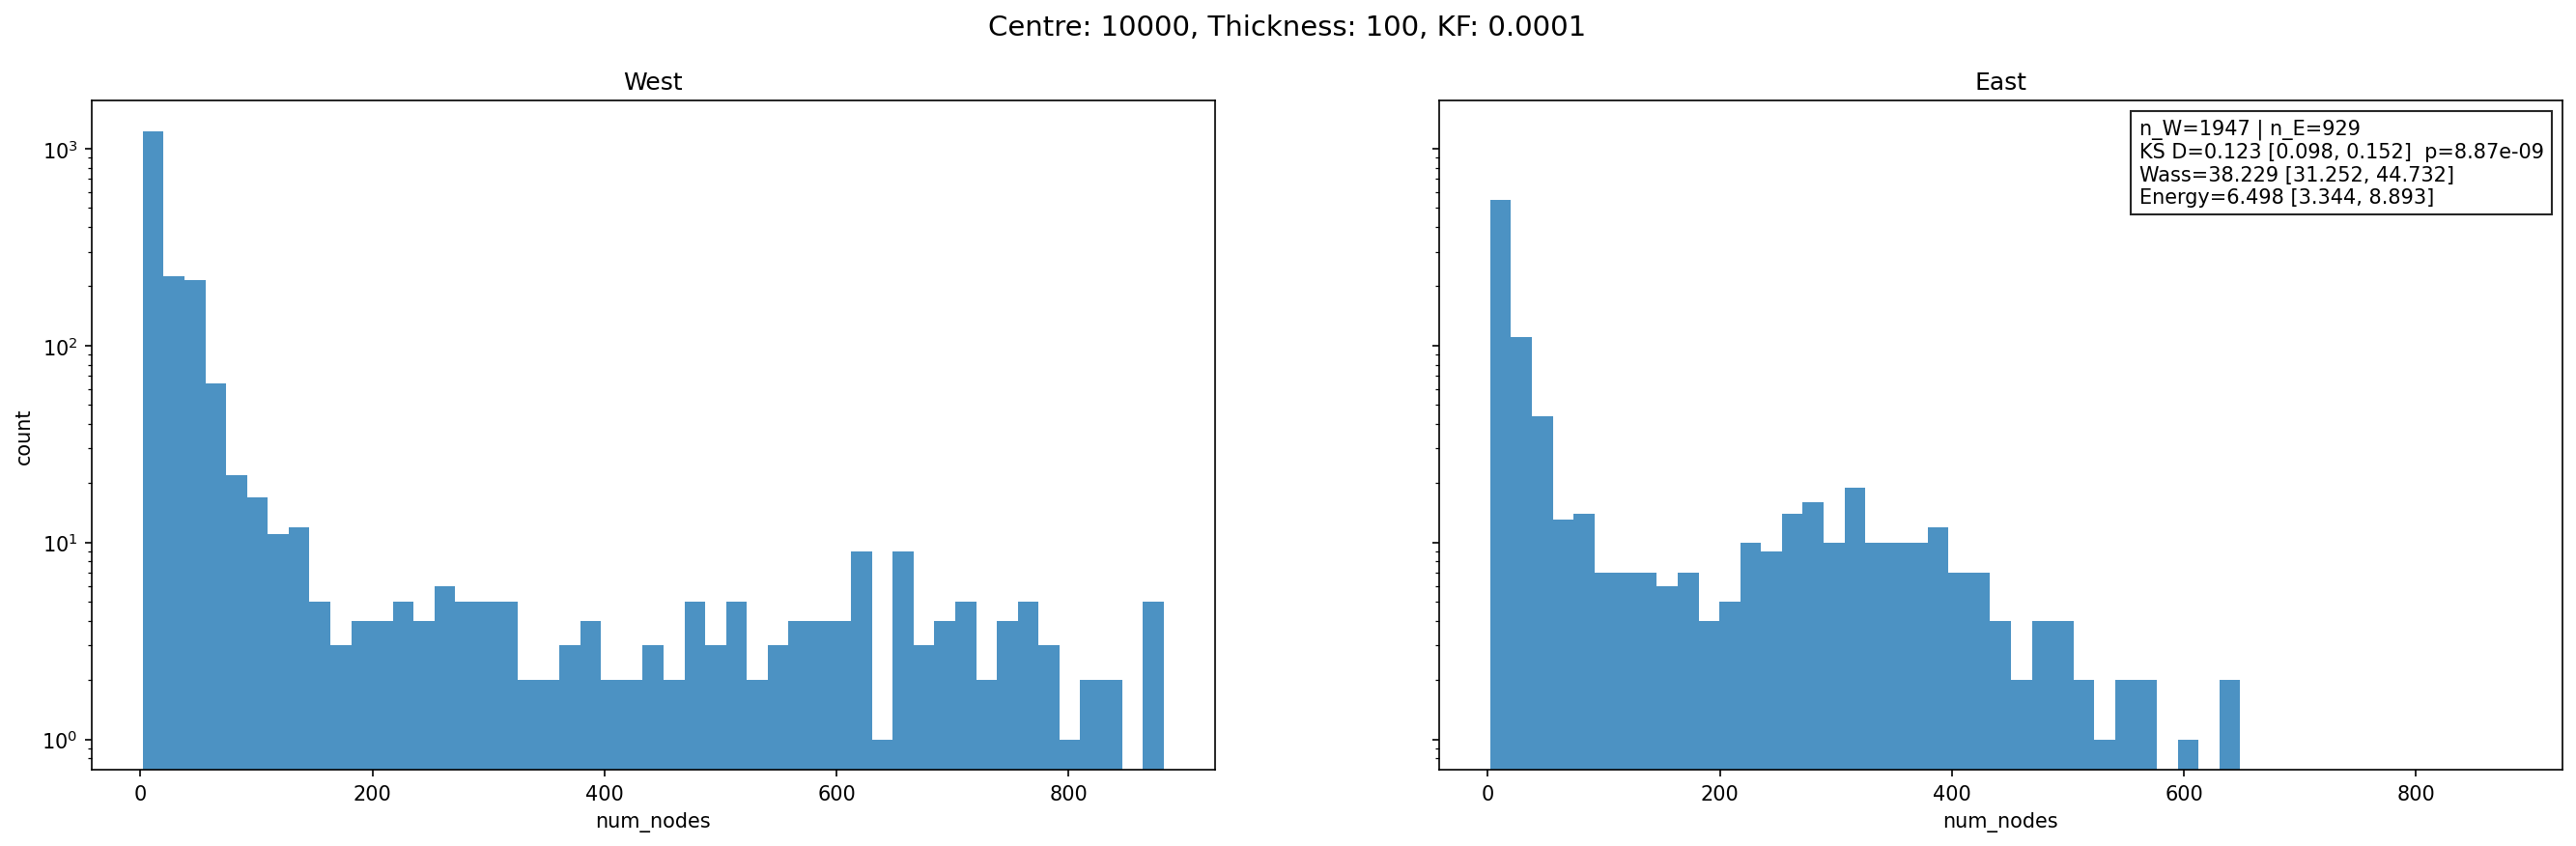 Centre: 10000, Thickness: 100, KF: 0.0001
West
East
n_W=1947 | n_E=929
KS D=0.123 [0.098, 0.152]  p=8.87e-09
Wass=38.229 [31.252, 44.732]
Energy=6.498 [3.344, 8.893]
10³
10²
10¹
10⁰
count
0 200 400 600 800
num_nodes
0 200 400 600 800
num_nodes